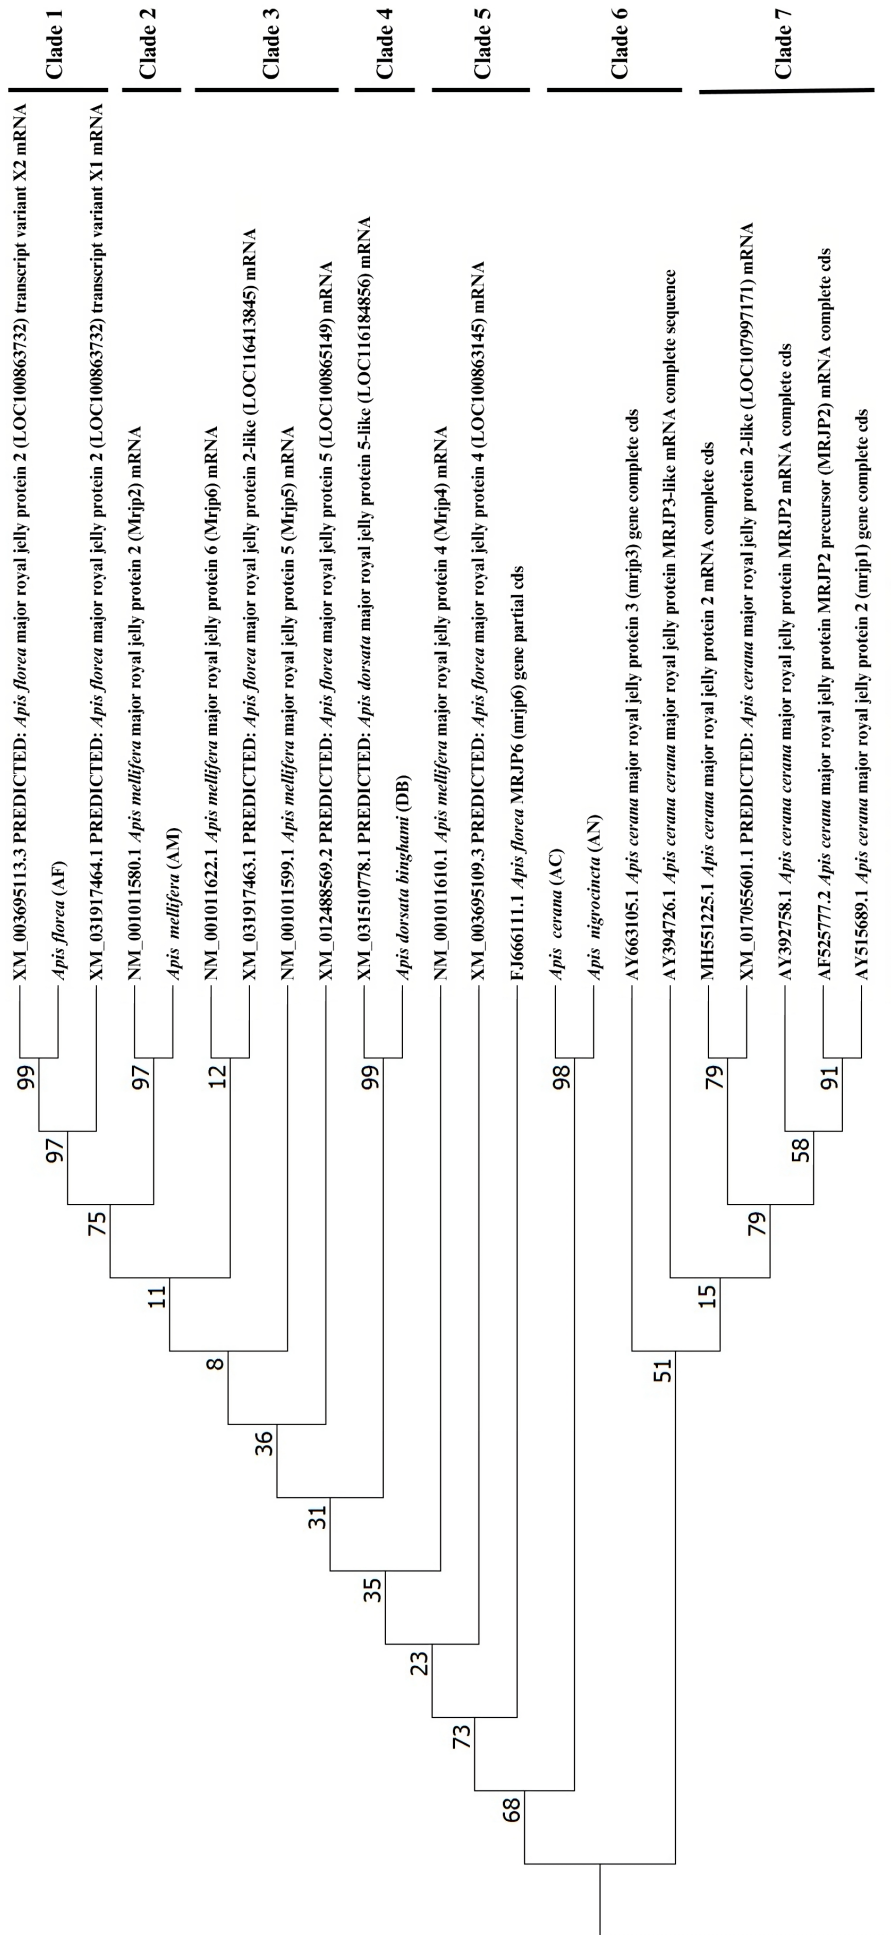 Clade 1
Clade 2
Clade 3
Clade 4
Clade 5
Clade 6
Clade 7
XM_003695113.3 PREDICTED: Apis florea major royal jelly protein 2 (LOC100863732) transcript variant X2 mRNA
Apis florea (AF)
XM_031917464.1 PREDICTED: Apis florea major royal jelly protein 2 (LOC100863732) transcript variant X1 mRNA
NM_001011580.1 Apis mellifera major royal jelly protein 2 (Mrjp2) mRNA
Apis mellifera (AM)
NM_001011622.1 Apis mellifera major royal jelly protein 6 (Mrjp6) mRNA
XM_031917463.1 PREDICTED: Apis florea major royal jelly protein 2-like (LOC116413845) mRNA
NM_001011599.1 Apis mellifera major royal jelly protein 5 (Mrjp5) mRNA
XM_012488569.2 PREDICTED: Apis florea major royal jelly protein 5 (LOC100865149) mRNA
XM_031510778.1 PREDICTED: Apis dorsata major royal jelly protein 5-like (LOC116184856) mRNA
Apis dorsata binghami (DB)
NM_001011610.1 Apis mellifera major royal jelly protein 4 (Mrjp4) mRNA
XM_003695109.3 PREDICTED: Apis florea major royal jelly protein 4 (LOC100863145) mRNA
FJ666111.1 Apis florea MRJP6 (mrjp6) gene partial cds
Apis cerana (AC)
Apis nigrocincta (AN)
AY663105.1 Apis cerana major royal jelly protein 3 (mrjp3) gene complete cds
AY394726.1 Apis cerana cerana major royal jelly protein MRJP3-like mRNA complete sequence
MH551225.1 Apis cerana major royal jelly protein 2 mRNA complete cds
XM_017055601.1 PREDICTED: Apis cerana major royal jelly protein 2-like (LOC107997171) mRNA
AY392758.1 Apis cerana cerana major royal jelly protein MRJP2 mRNA complete cds
AF525777.2 Apis cerana major royal jelly protein MRJP2 precursor (MRJP2) mRNA complete cds
AY515689.1 Apis cerana major royal jelly protein 2 (mrjp1) gene complete cds
99
97
75
97
11
12
8
36
31
99
35
23
73
68
98
51
15
79
79
58
91